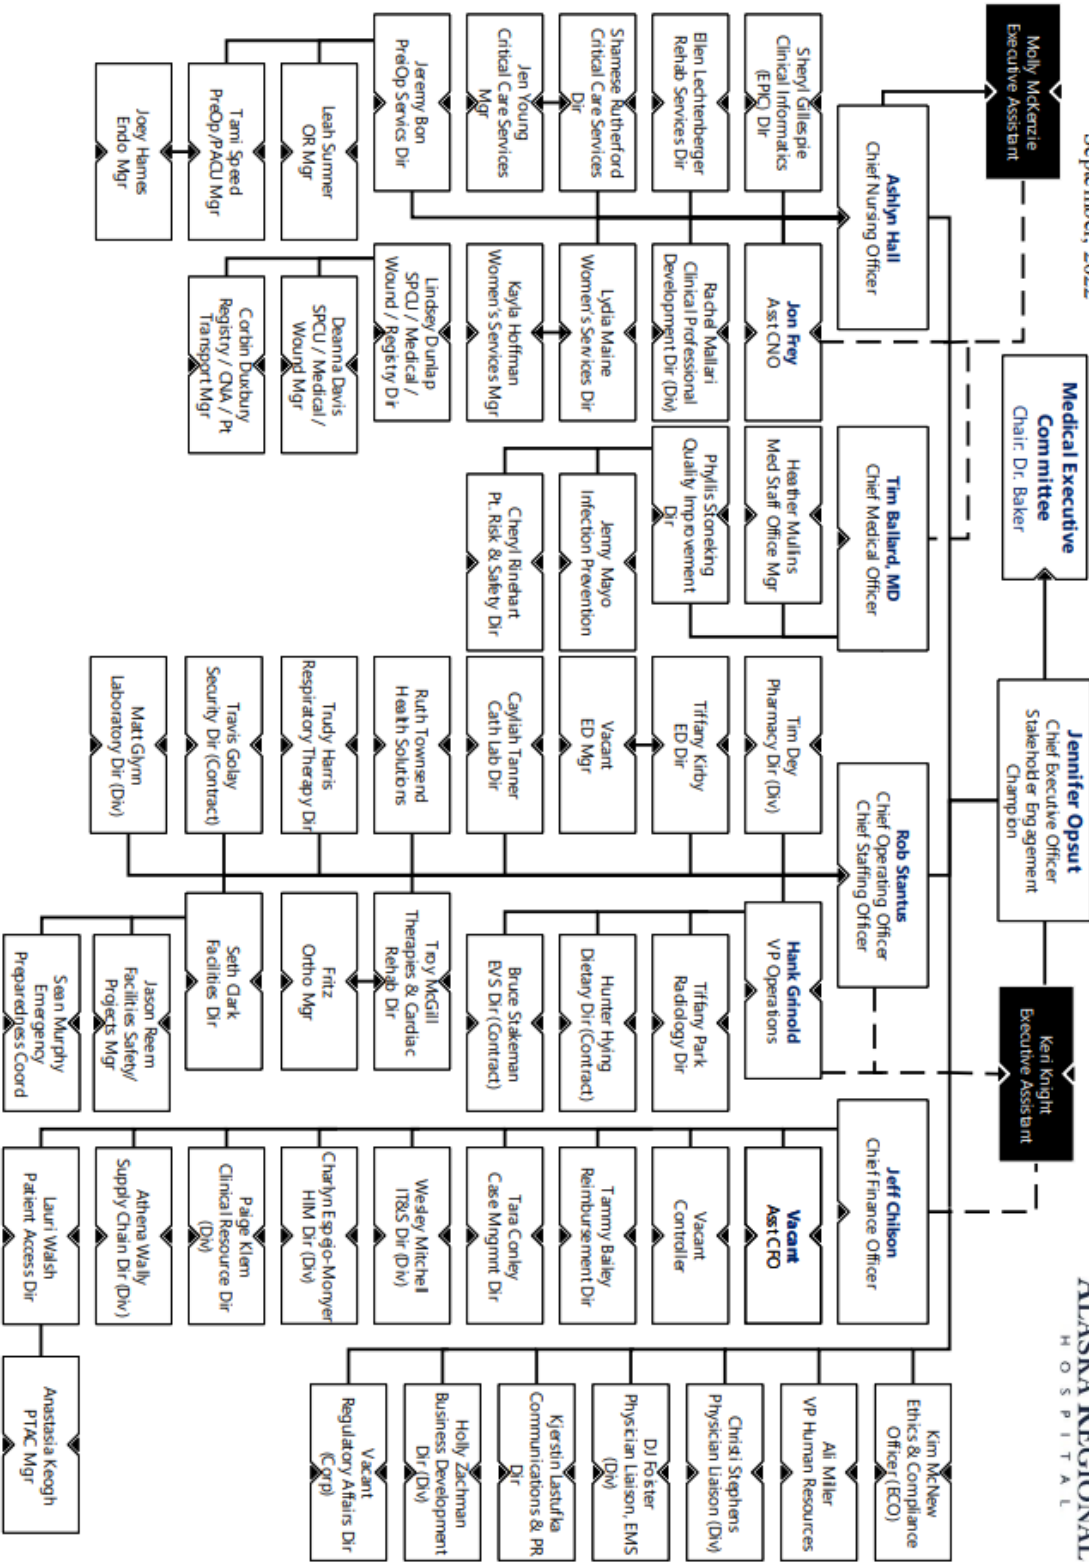 September, 2022
ALASKA REGIONAL
HOSPITAL
Medical Executive
Committee
Chair: Dr. Baker
Jennifer Opsut
Chief Executive Officer
Stakeholder Engagement
Champion
Molly McKenzie
Executive Assistant
Keri Knight
Executive Assistant
Ashlyn Hall
Chief Nursing Officer
Tim Ballard, MD
Chief Medical Officer
Rob Stantus
Chief Operating Officer
Chief Staffing Officer
Jeff Chilson
Chief Finance Officer
Sheryl Gillespie
Clinical Informatics
(EPIC) Dir
Ellen Lechtenberger
Rehab Services Dir
Shamese Rutherford
Critical Care Services
Dir
Jen Young
Critical Care Services
Mgr
Jeremy Bon
PreiOp Servics Dir
Leah Sumner
OR Mgr
Tami Speed
PreOp/PACU Mgr
Joey Hames
Endo Mgr
Jon Frey
Asst CNO
Rachel Mallari
Clinical Professional
Development Dir (Div)
Lydia Maine
Women's Services Dir
Kayla Hoffman
Women's Services Mgr
Lindsey Dunlap
SPCU / Medical /
Wound / Registry Dir
Deanna Davis
SPCU / Medical /
Wound Mgr
Corbin Duxbury
Registry / CNA / Pt
Transport Mgr
Heather Mullins
Med Staff Office Mgr
Phyllis Stoneking
Quality Improvement
Dir
Jenny Mayo
Infection Prevention
Cheryl Rinehart
Pt. Risk & Safety Dir
Tim Dey
Pharmacy Dir (Div)
Tiffany Kirby
ED Dir
Vacant
ED Mgr
Cayliah Tanner
Cath Lab Dir
Ruth Townsend
Health Solutions
Trudy Harris
Respiratory Therapy Dir
Travis Golay
Security Dir (Contract)
Matt Glynn
Laboratory Dir (Div)
Hank Grinold
VP Operations
Tiffany Park
Radiology Dir
Hunter Hying
Dietary Dir (Contract)
Bruce Stakeman
EVS Dir (Contract)
Troy McGill
Therapies & Cardiac
Rehab Dir
Fritz
Ortho Mgr
Seth Clark
Facilities Dir
Jason Reem
Facilities Safety/
Projects Mgr
Sean Murphy
Emergency
Preparedness Coord
Vacant
Asst CFO
Vacant
Controller
Tammy Bailey
Reimbursement Dir
Tara Conley
Case Mngmnt Dir
Wesley Mitchell
IT&S Dir (Div)
Charlyn Espejo-Monyer
HIM Dir (Div)
Paige Klem
Clinical Resource Dir
(Div)
Athena Wally
Supply Chain Dir (Div)
Lauri Walsh
Patient Access Dir
Anastasia Keogh
PTAC Mgr
Kim McNew
Ethics & Compliance
Officer (ECO)
Ali Miller
VP Human Resources
Christi Stephens
Physician Liaison (Div)
DJ Foister
Physician Liaison, EMS
(Div)
Kjerstin Lastufka
Communications & PR
Dir
Holly Zachman
Business Development
Dir (Div)
Vacant
Regulatory Affairs Dir
(Corp)